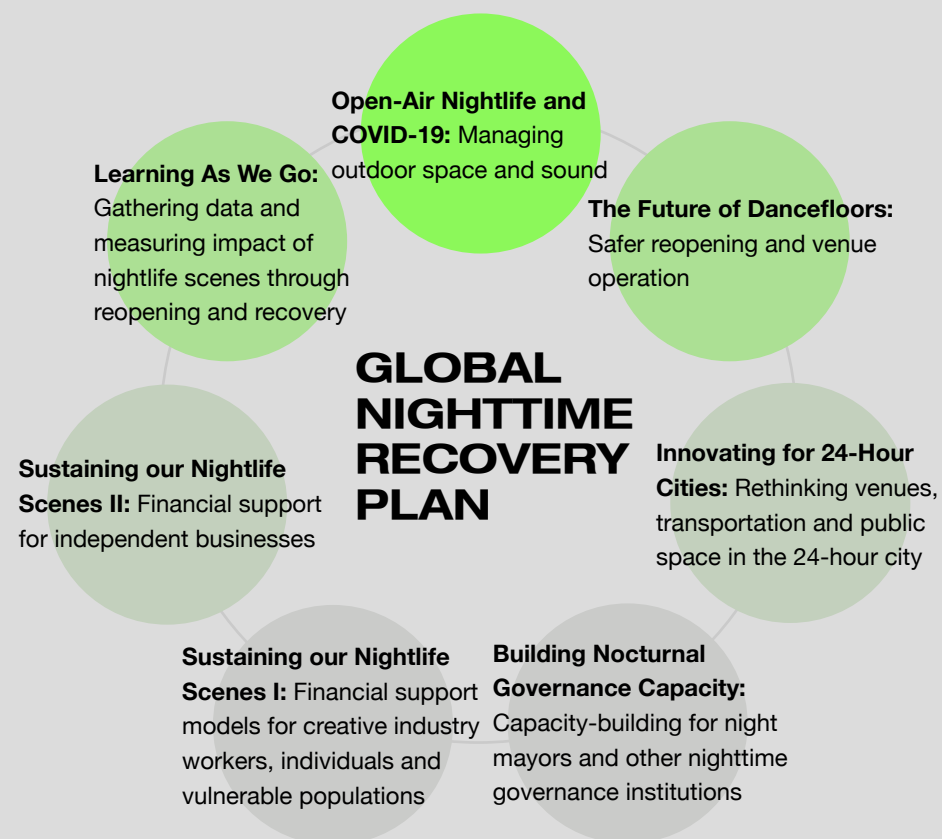 Open-Air Nightlife and
COVID-19: Managing
outdoor space and sound
Learning As We Go:
Gathering data and
measuring impact of
nightlife scenes through
reopening and recovery
The Future of Dancefloors:
Safer reopening and venue
operation
GLOBAL
NIGHTTIME
RECOVERY
PLAN
Sustaining our Nightlife
Scenes II: Financial support
for independent businesses
Innovating for 24-Hour
Cities: Rethinking venues,
transportation and public
space in the 24-hour city
Sustaining our Nightlife
Scenes I: Financial support
models for creative industry
workers, individuals and
vulnerable populations
Building Nocturnal
Governance Capacity:
Capacity-building for night
mayors and other nighttime
governance institutions